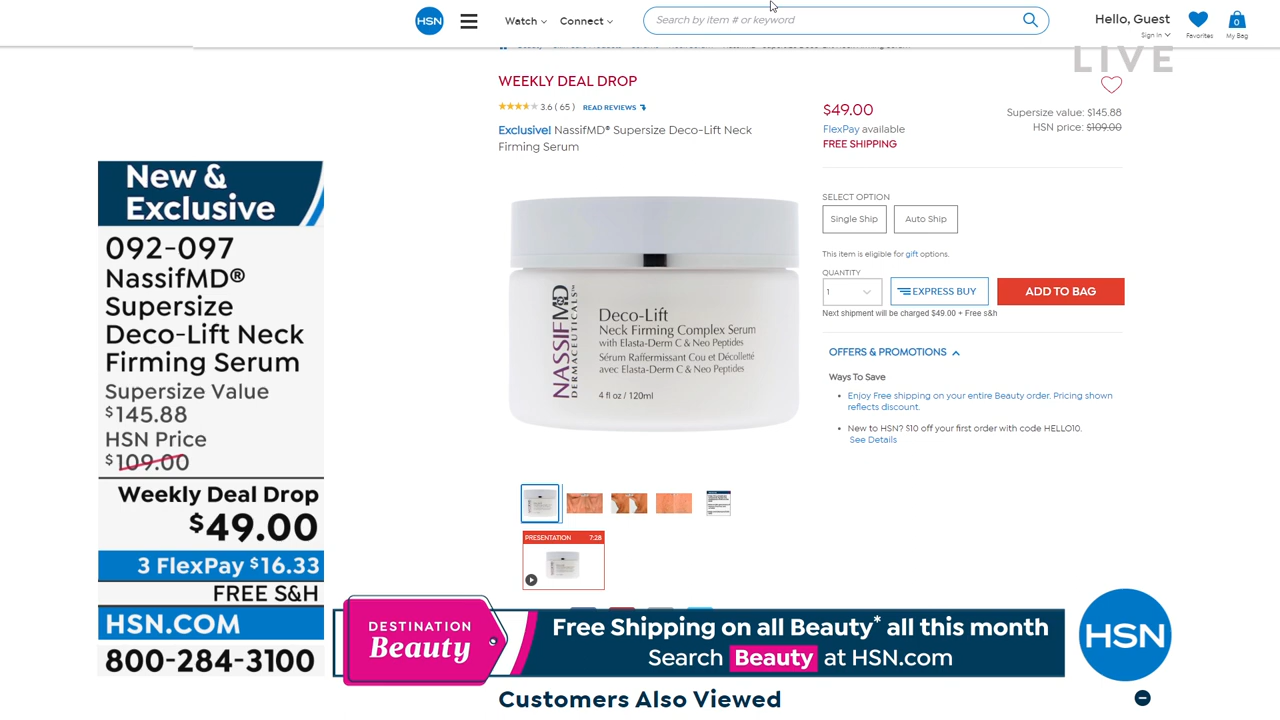 HSN
Watch
Connect
Search by item # or keyword
Hello, Guest
Sign in
Favorites
0
My Bag
LIVE
WEEKLY DEAL DROP
3.6 ( 65 ) READ REVIEWS
Exclusive! NassifMD® Supersize Deco-Lift Neck
Firming Serum
$49.00
FlexPay available
FREE SHIPPING
Supersize value: $145.88
HSN price: $109.00
SELECT OPTION
Single Ship
Auto Ship
This item is eligible for gift options.
QUANTITY
1
EXPRESS BUY
ADD TO BAG
Next shipment will be charged $49.00 + Free s&h
OFFERS & PROMOTIONS
Ways To Save
Enjoy Free shipping on your entire Beauty order. Pricing shown
reflects discount.
New to HSN? $10 off your first order with code HELLO10.
See Details
New &
Exclusive
092-097
NassifMD®
Supersize
Deco-Lift Neck
Firming Serum
Supersize Value
$145.88
HSN Price
$109.00
Weekly Deal Drop
$49.00
3 FlexPay $16.33
FREE S&H
HSN.COM
800-284-3100
NASSIFMD
DERMACEUTICALS™
Deco-Lift
Neck Firming Complex Serum
with Elasta-Derm C & Neo Peptides
Sérum Raffermissant Cou et Décolleté
avec Elasta-Derm C & Neo Peptides
4 fl oz / 120ml
PRESENTATION 7:28
DESTINATION
Beauty
Free Shipping on all Beauty* all this month
Search Beauty at HSN.com
HSN
Customers Also Viewed